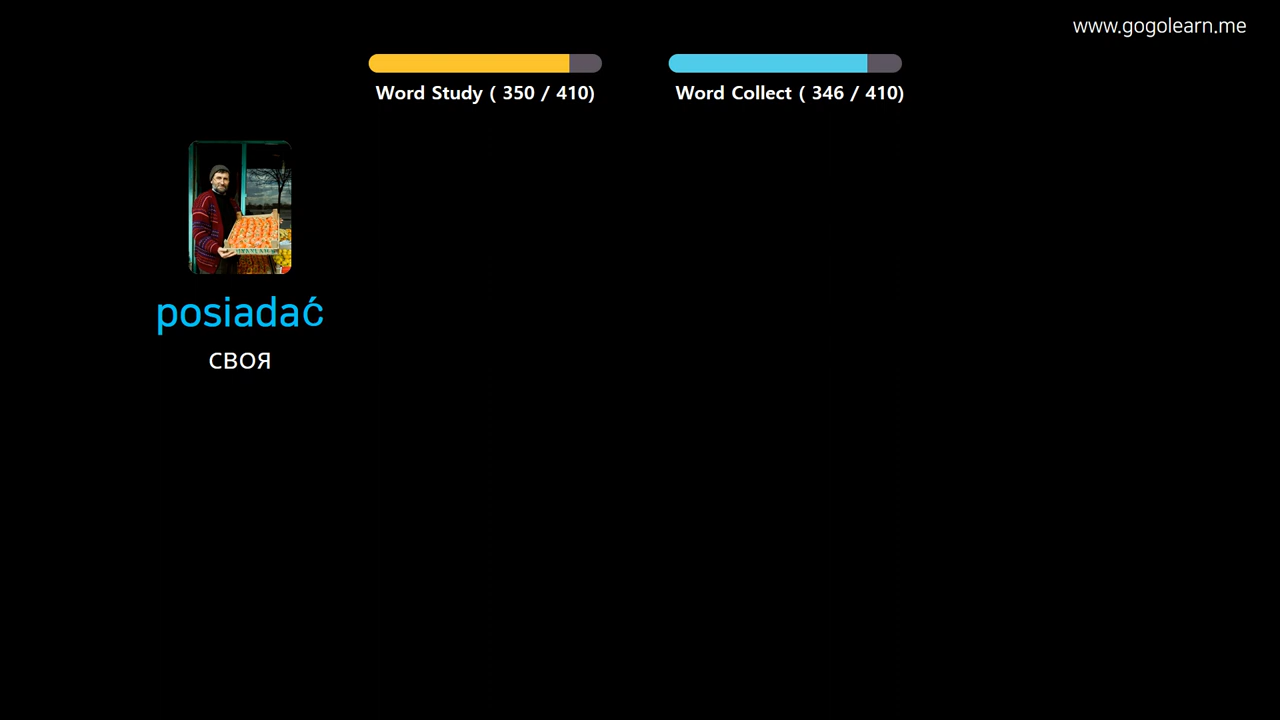 www.gogolearn.me
Word Study ( 350 / 410)
Word Collect ( 346 / 410)
posiadać
своя